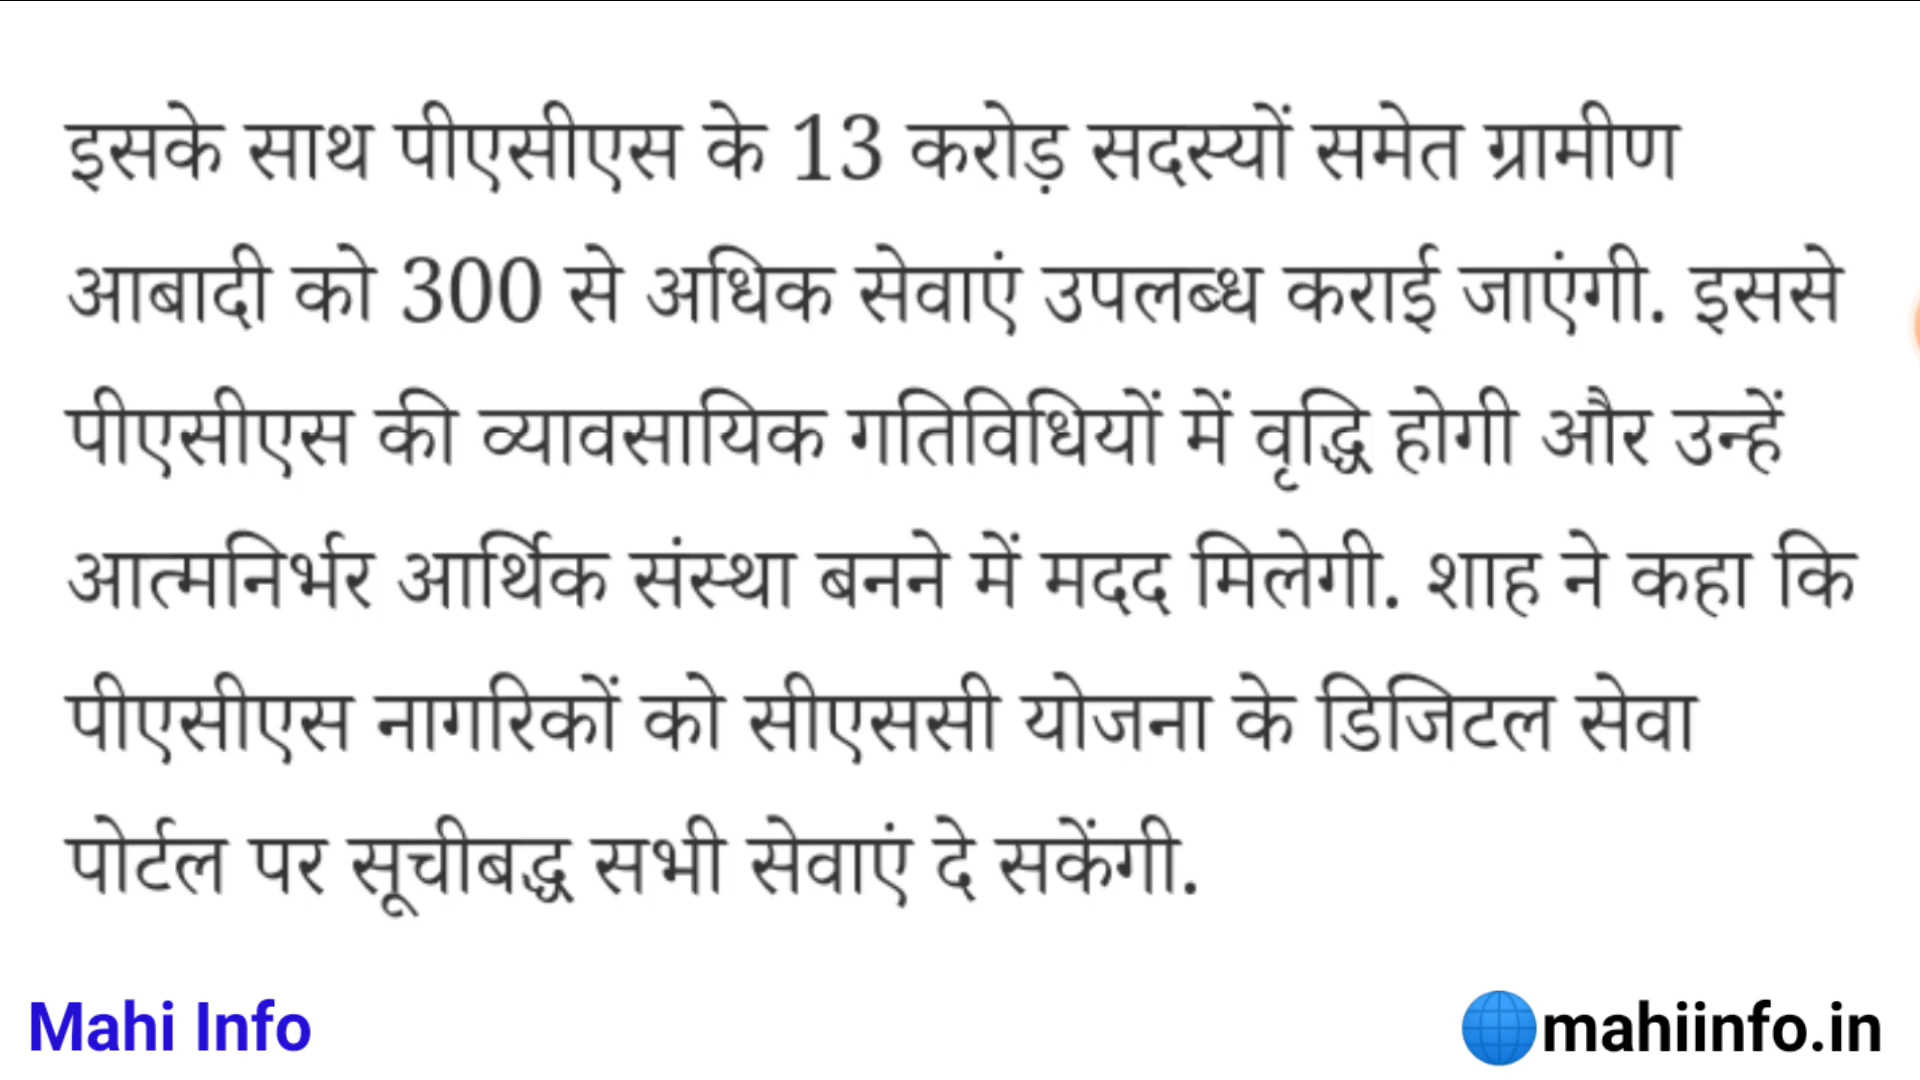 इसके साथ पीएसीएस के 13 करोड़ सदस्यों समेत ग्रामीण
आबादी को 300 से अधिक सेवाएं उपलब्ध कराई जाएंगी. इससे
पीएसीएस की व्यावसायिक गतिविधियों में वृद्धि होगी और उन्हें
आत्मनिर्भर आर्थिक संस्था बनने में मदद मिलेगी. शाह ने कहा कि
पीएसीएस नागरिकों को सीएससी योजना के डिजिटल सेवा
पोर्टल पर सूचीबद्ध सभी सेवाएं दे सकेंगी.
Mahi Info
mahiinfo.in